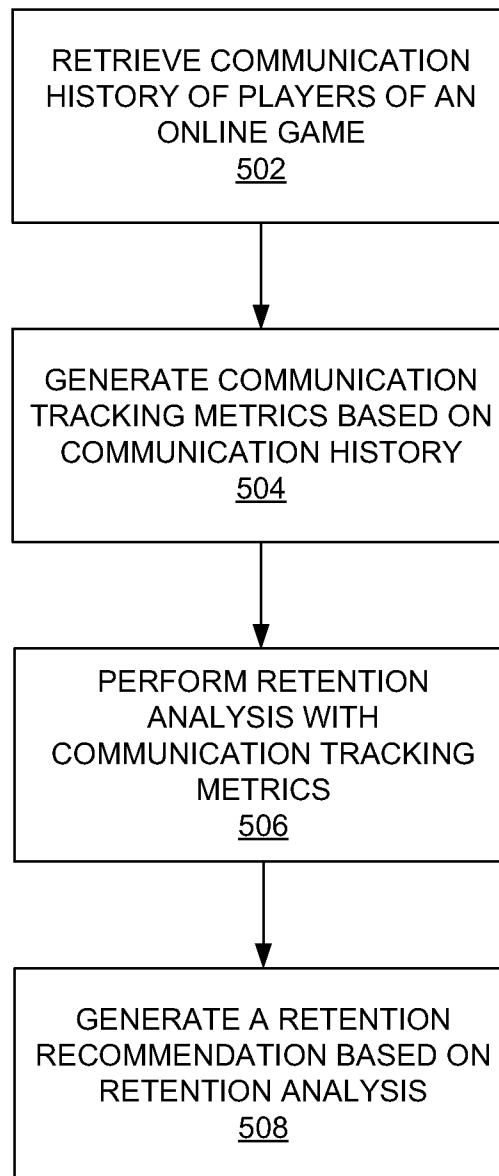 RETRIEVE COMMUNICATION
HISTORY OF PLAYERS OF AN
ONLINE GAME
502
GENERATE COMMUNICATION
TRACKING METRICS BASED ON
COMMUNICATION HISTORY
504
PERFORM RETENTION
ANALYSIS WITH
COMMUNICATION TRACKING
METRICS
506
GENERATE A RETENTION
RECOMMENDATION BASED ON
RETENTION ANALYSIS
508